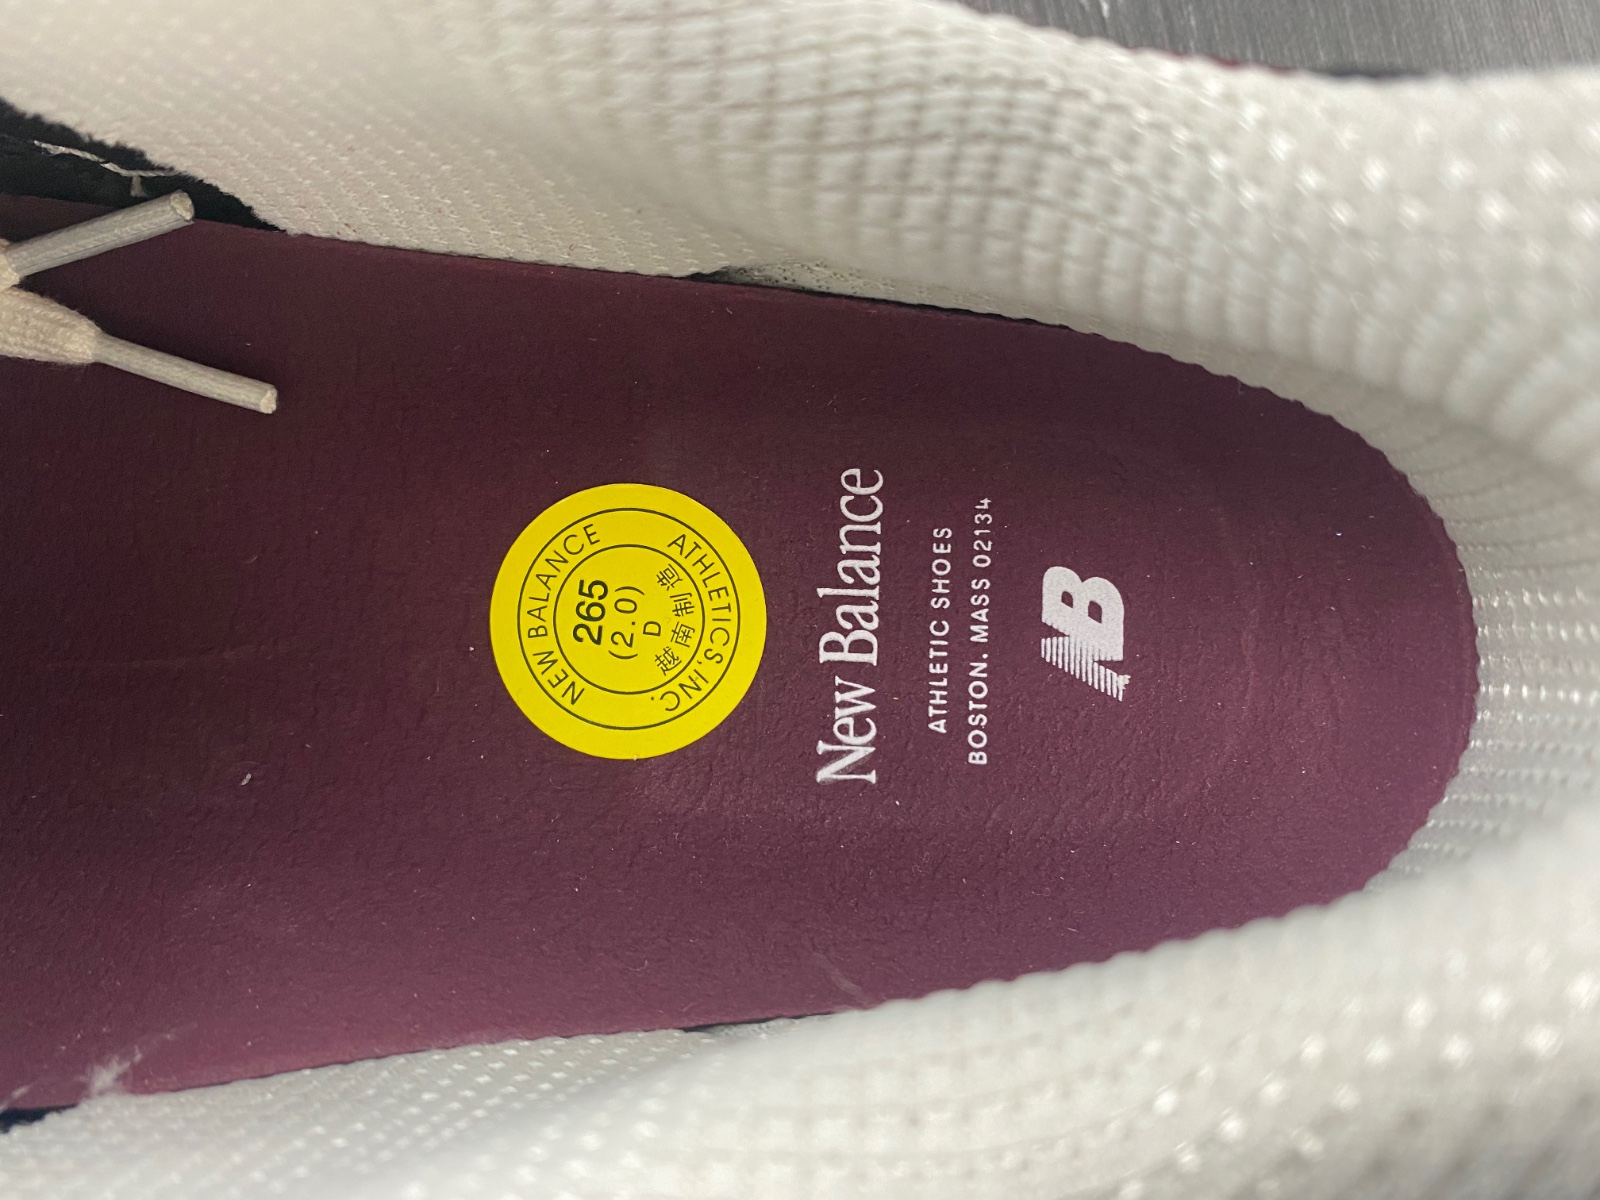 NEW BALANCE
ATHLETICS, INC.
265
(2.0)
D
越南制造
New Balance
ATHLETIC SHOES
BOSTON. MASS 02134
NB